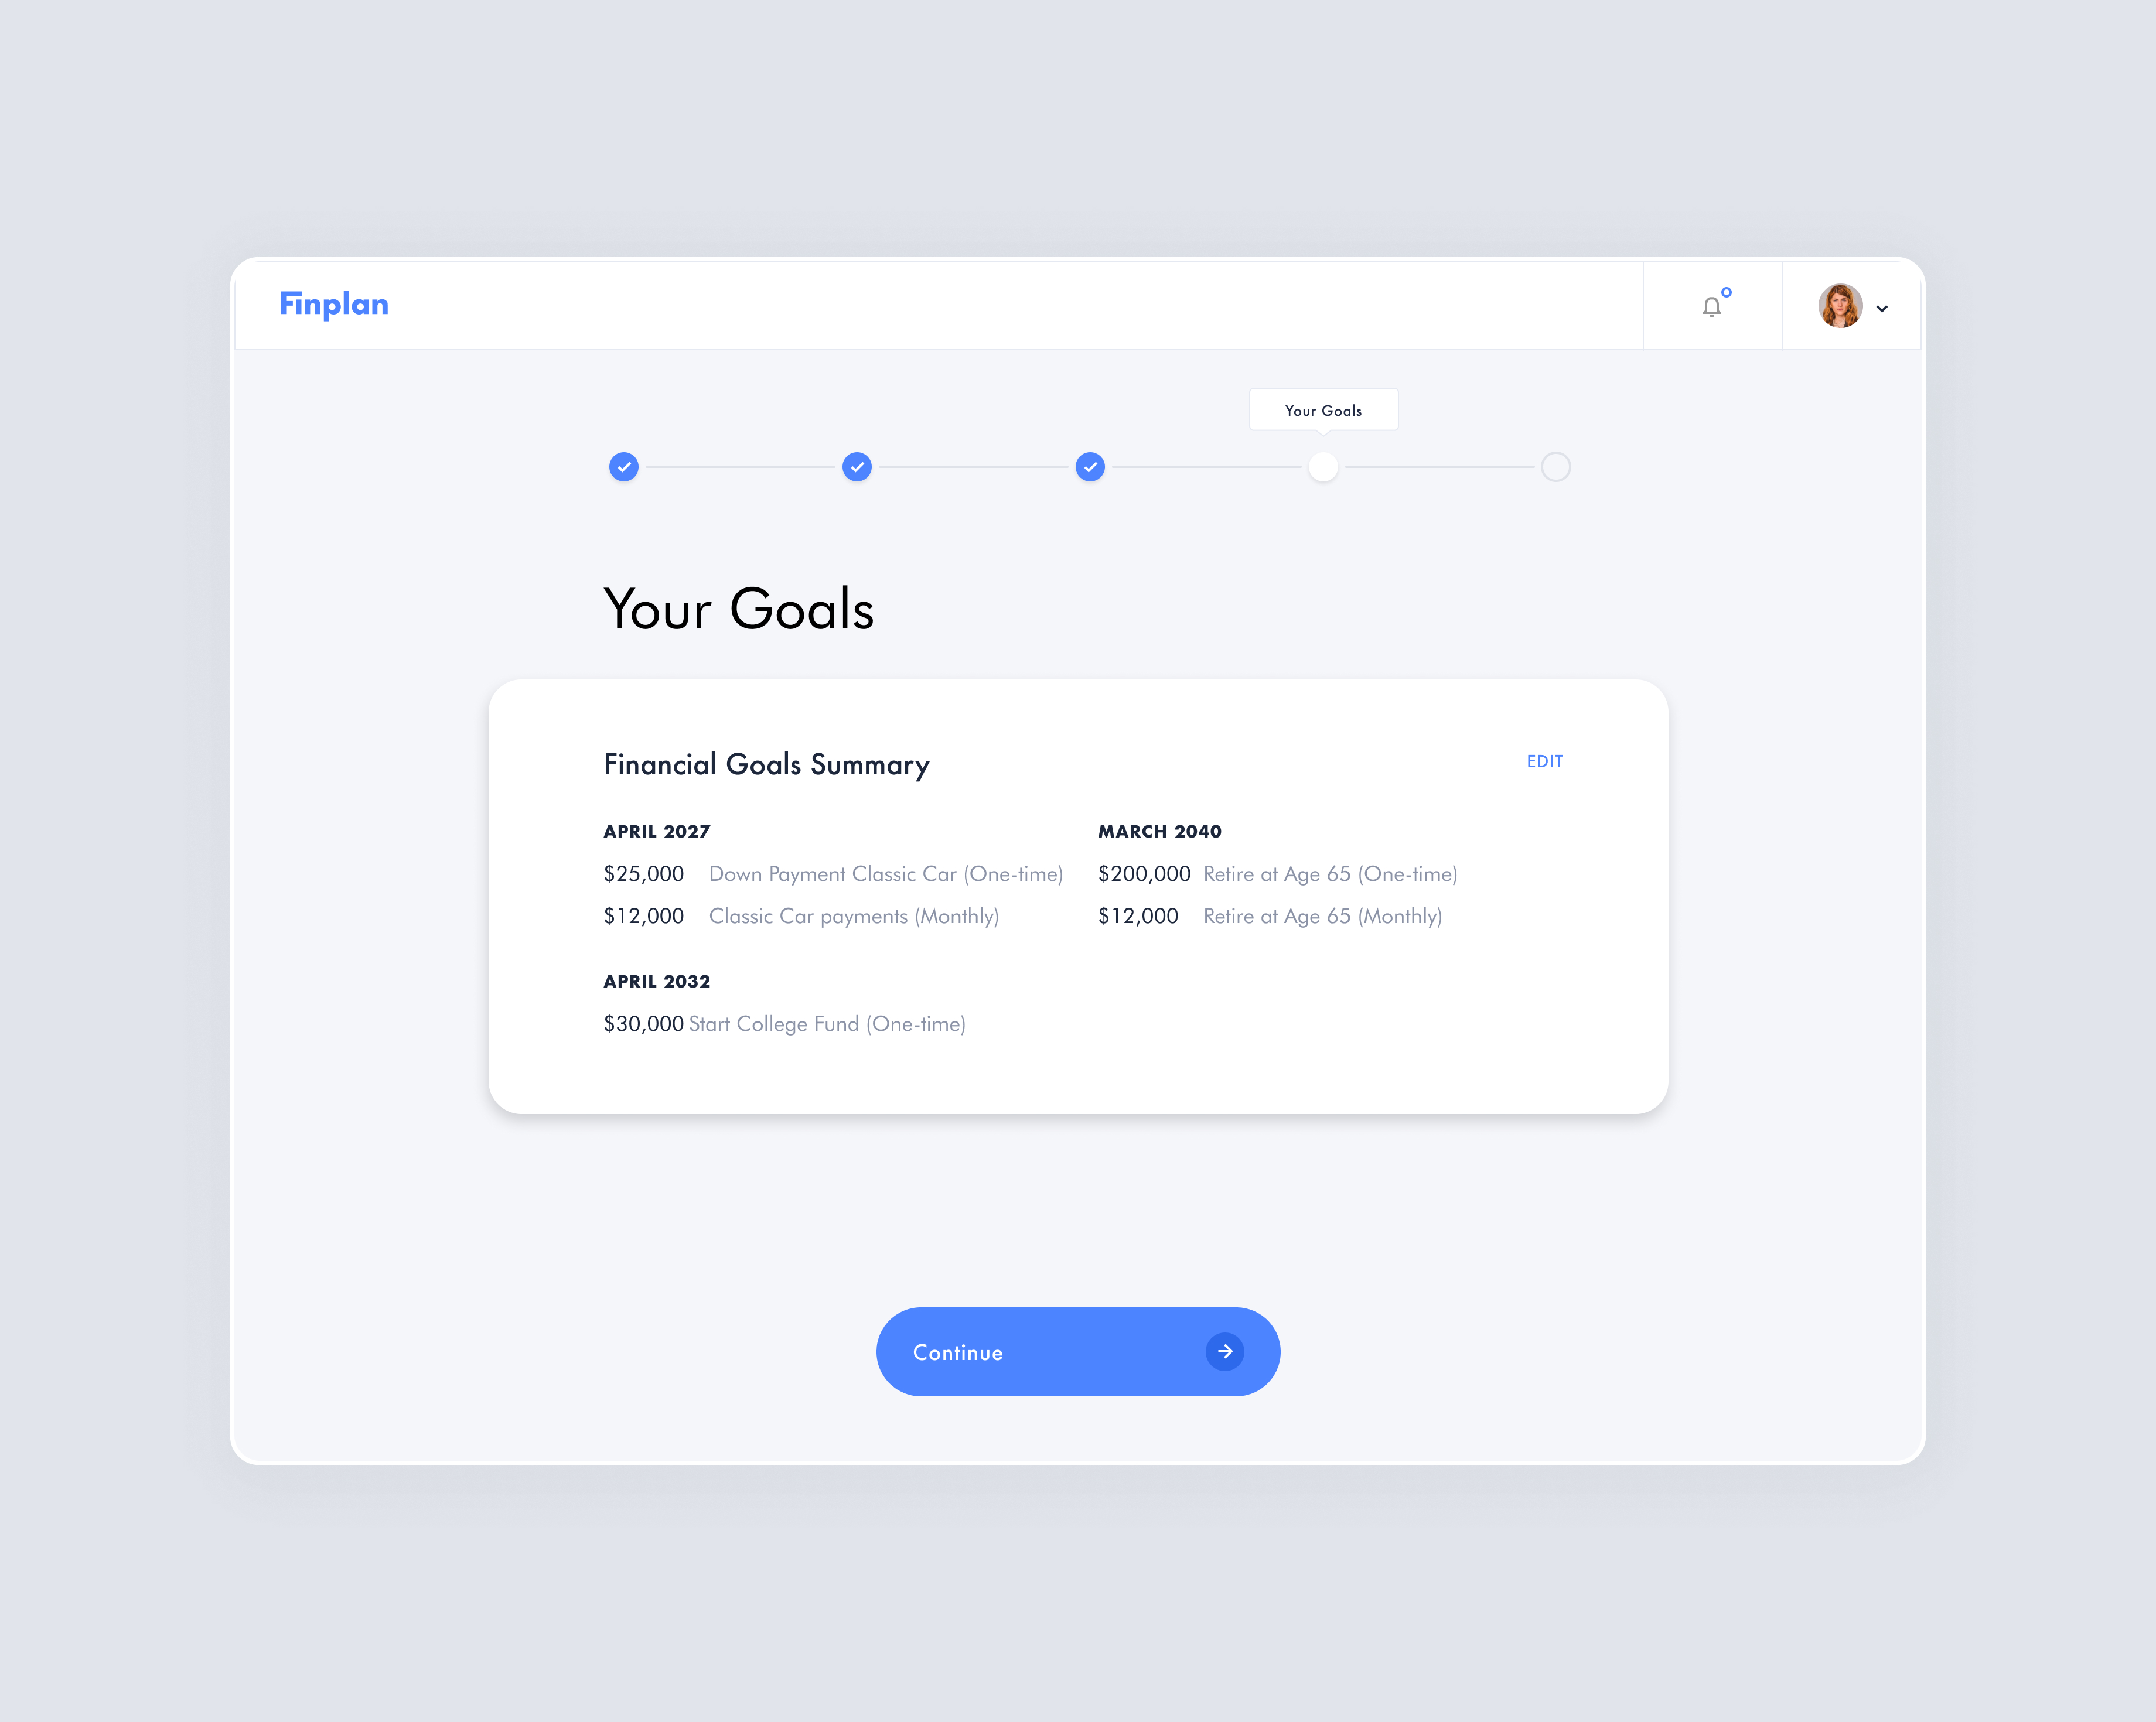 Finplan
Your Goals
Your Goals
Financial Goals Summary
EDIT
APRIL 2027
$25,000 Down Payment Classic Car (One-time)
$12,000 Classic Car payments (Monthly)
APRIL 2032
$30,000 Start College Fund (One-time)
MARCH 2040
$200,000 Retire at Age 65 (One-time)
$12,000 Retire at Age 65 (Monthly)
Continue